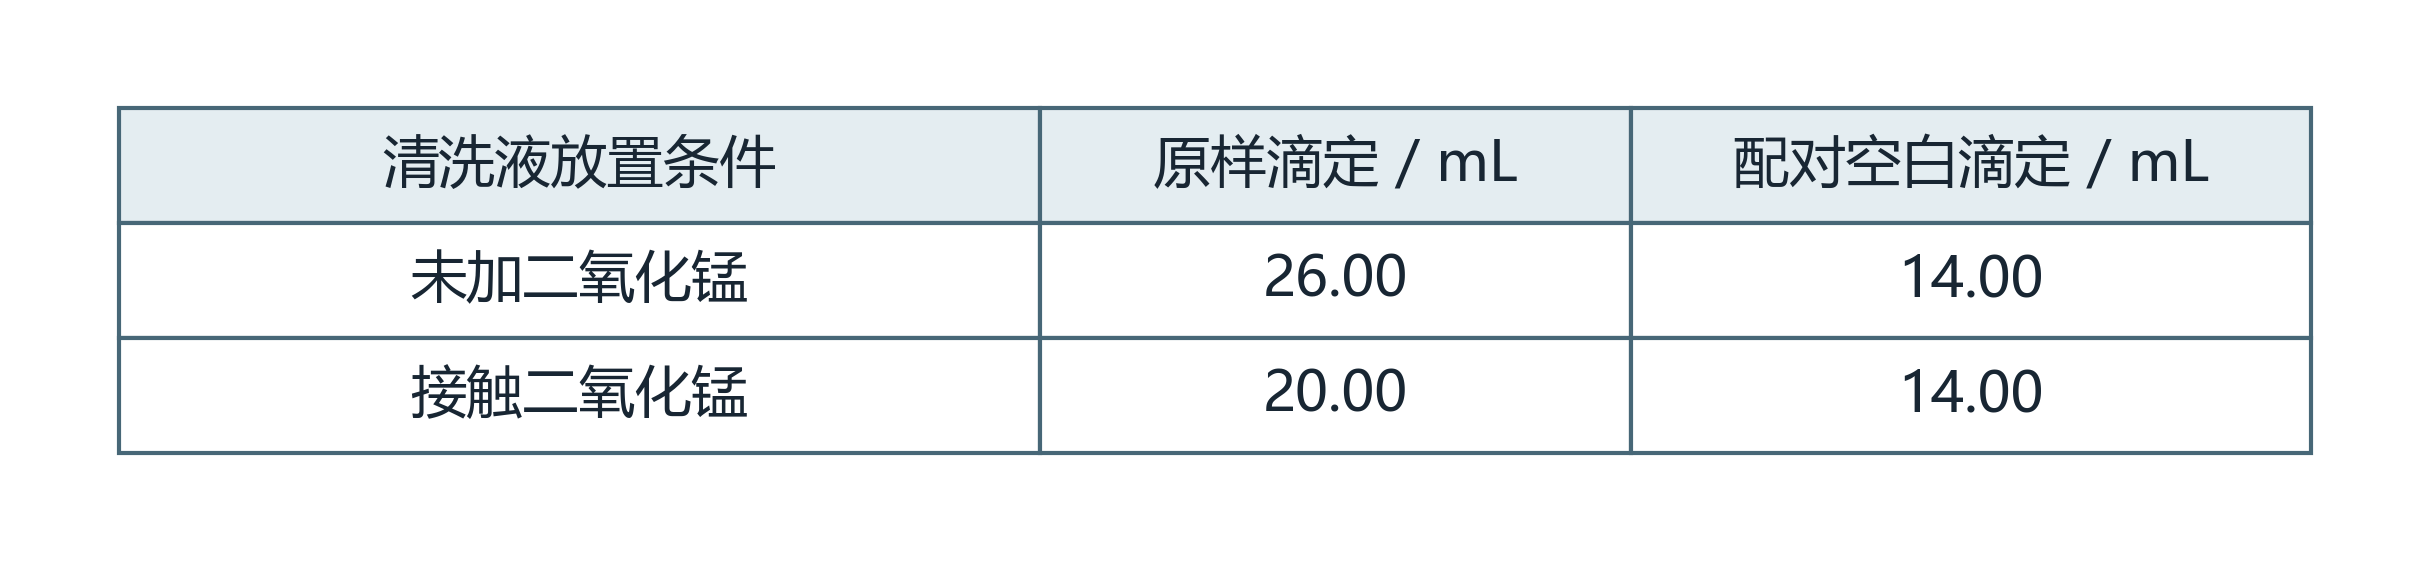 清洗液放置条件 原样滴定 / mL 配对空白滴定 / mL
未加二氧化锰 26.00 14.00
接触二氧化锰 20.00 14.00